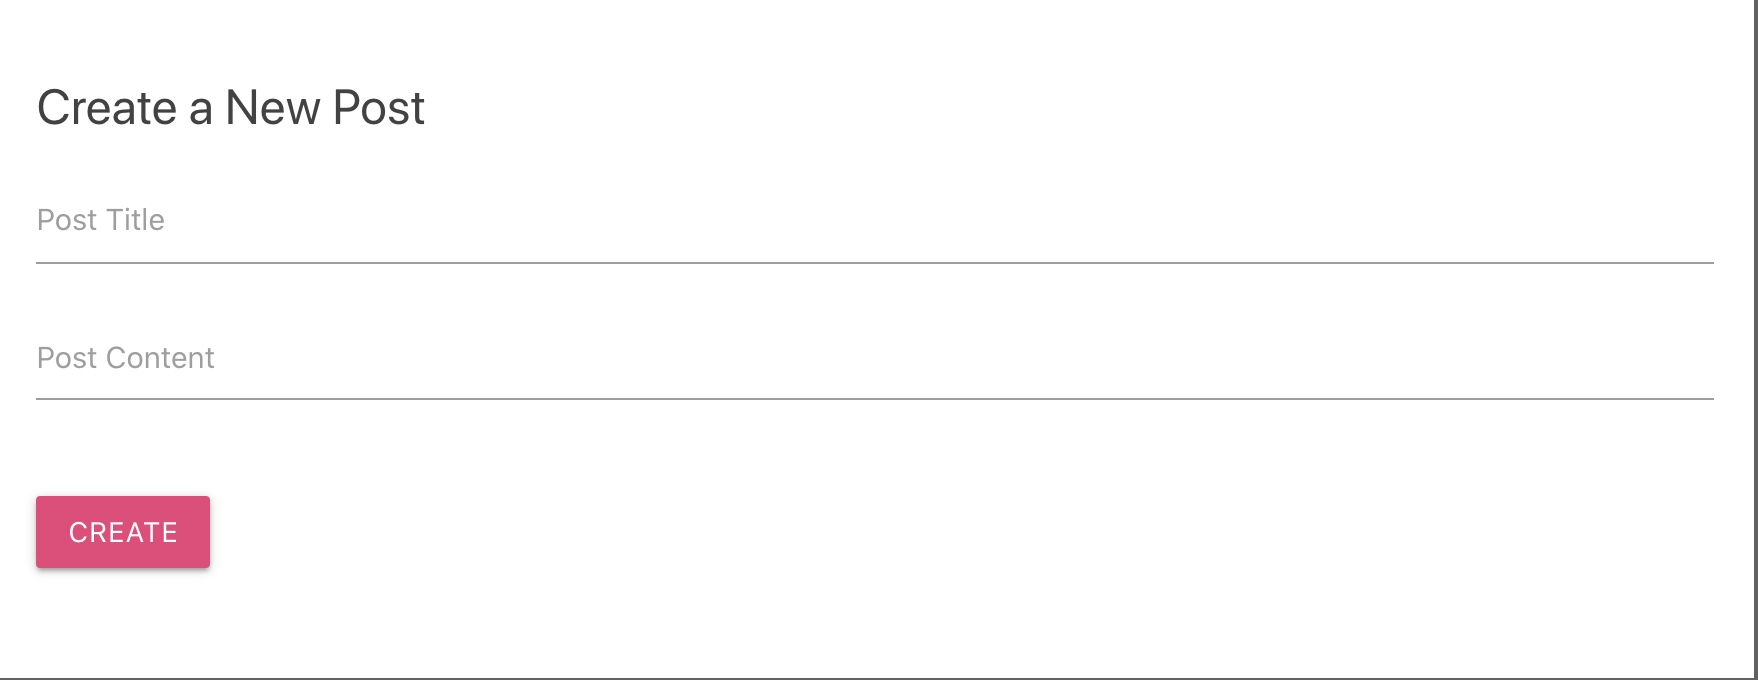 Create a New Post
Post Title
Post Content
CREATE